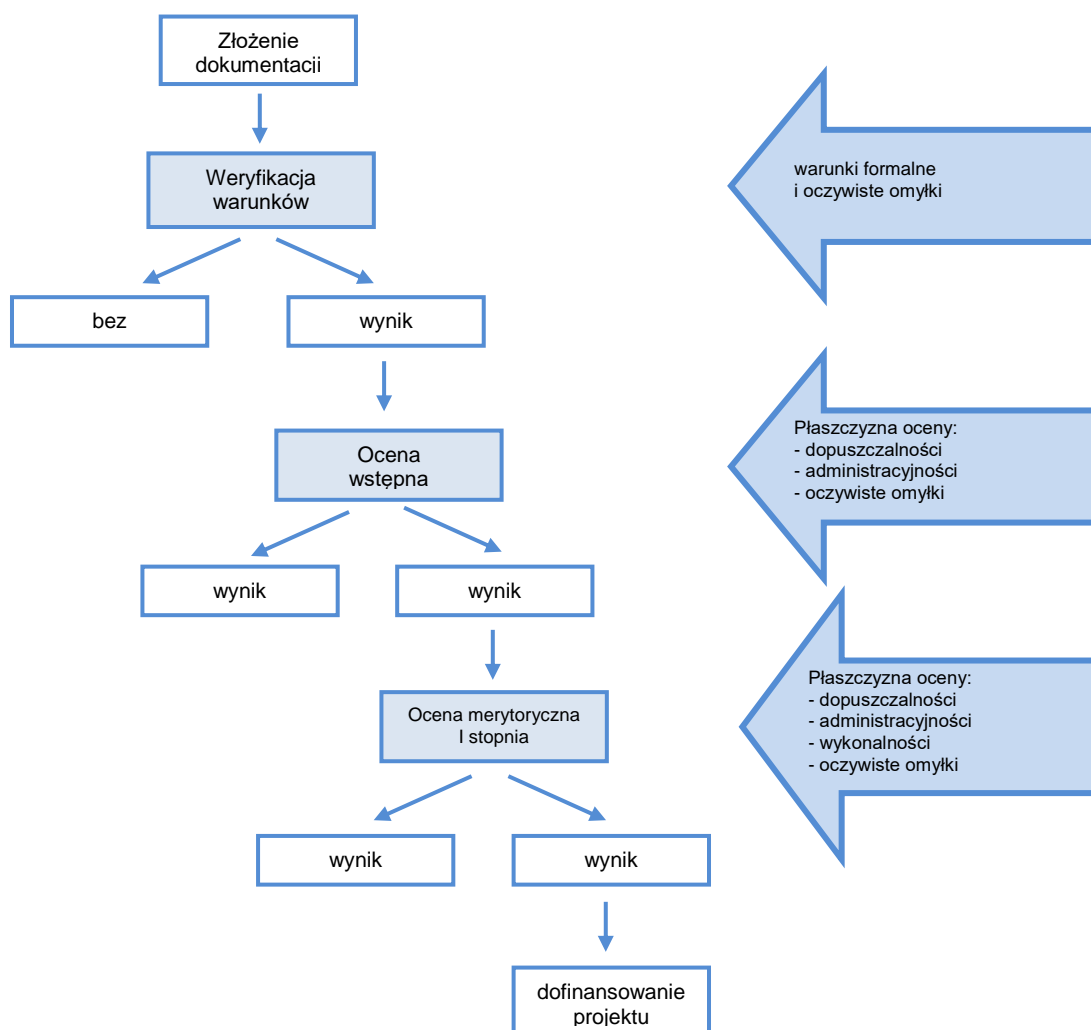 Złożenie
dokumentacji
Weryfikacja
warunków
warunki formalne
i oczywiste omyłki
bez
wynik
Ocena
wstępna
Płaszczyzna oceny:
- dopuszczalności
- administracyjności
- oczywiste omyłki
wynik
wynik
Ocena merytoryczna
I stopnia
Płaszczyzna oceny:
- dopuszczalności
- administracyjności
- wykonalności
- oczywiste omyłki
wynik
wynik
dofinansowanie
projektu